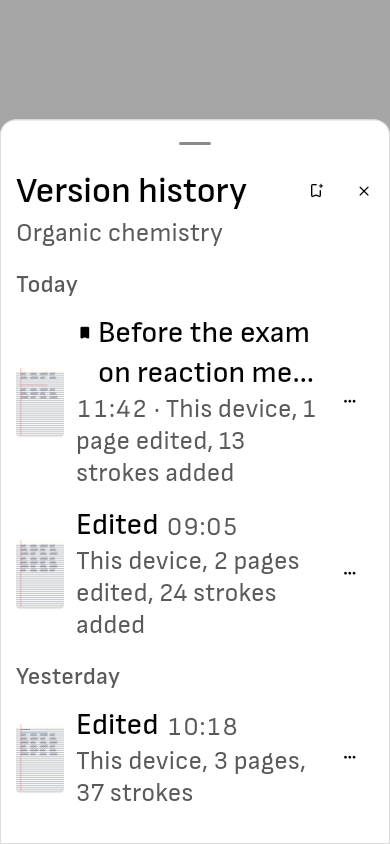 Version history
Organic chemistry
Today
Before the exam
on reaction me...
11:42 · This device, 1
page edited, 13
strokes added
Edited 09:05
This device, 2 pages
edited, 24 strokes
added
Yesterday
Edited 10:18
This device, 3 pages,
37 strokes